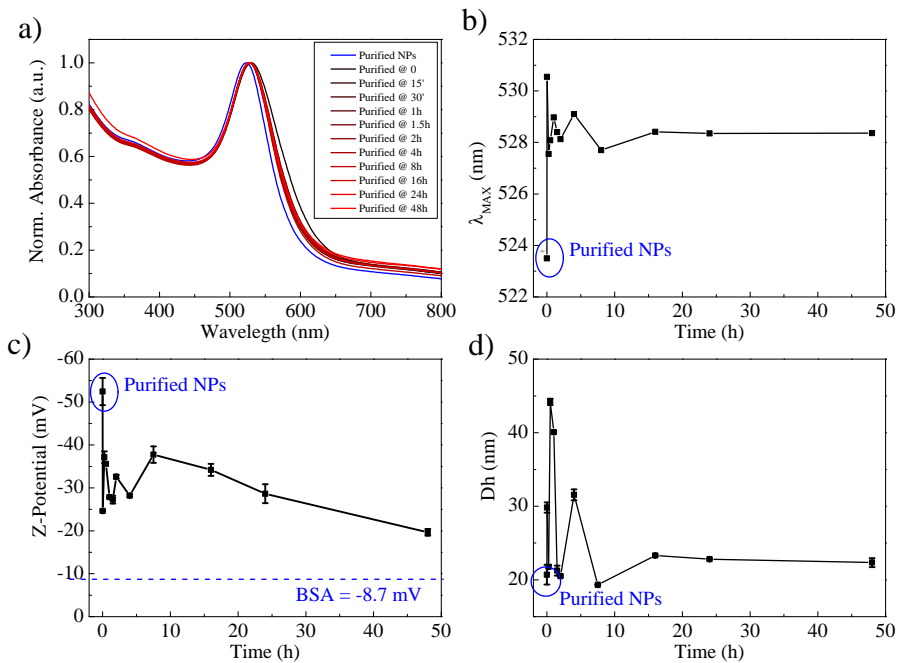 a)
Norm. Absorbance (a.u.)
1.0
0.8
0.6
0.4
0.2
0.0
300
400
500
600
700
800
Wavelegth (nm)
Purified NPs
Purified @ 0
Purified @ 15'
Purified @ 30'
Purified @ 1h
Purified @ 1.5h
Purified @ 2h
Purified @ 4h
Purified @ 8h
Purified @ 16h
Purified @ 24h
Purified @ 48h
b)
λMAX (nm)
532
530
528
526
524
522
0
10
20
30
40
50
Time (h)
Purified NPs
c)
Z-Potential (mV)
-60
-50
-40
-30
-20
-10
0
0
10
20
30
40
50
Time (h)
Purified NPs
BSA = -8.7 mV
d)
Dh (nm)
50
40
30
20
10
0
10
20
30
40
50
Time (h)
Purified NPs